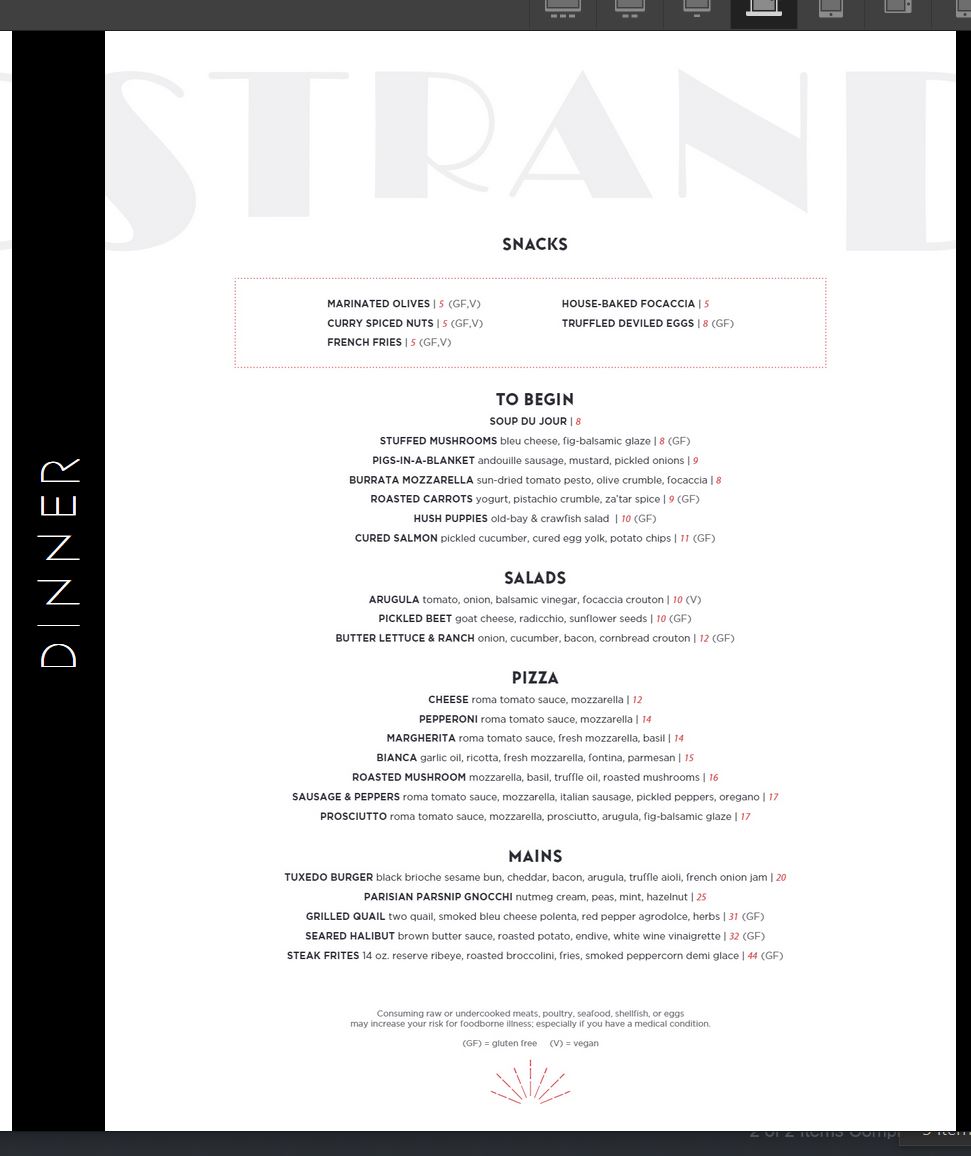 STRAND
DINNER
SNACKS
MARINATED OLIVES | 5 (GF,V)
CURRY SPICED NUTS | 5 (GF,V)
FRENCH FRIES | 5 (GF,V)
HOUSE-BAKED FOCACCIA | 5
TRUFFLED DEVILED EGGS | 8 (GF)
TO BEGIN
SOUP DU JOUR | 8
STUFFED MUSHROOMS bleu cheese, fig-balsamic glaze | 8 (GF)
PIGS-IN-A-BLANKET andouille sausage, mustard, pickled onions | 9
BURRATA MOZZARELLA sun-dried tomato pesto, olive crumble, focaccia | 8
ROASTED CARROTS yogurt, pistachio crumble, za'tar spice | 9 (GF)
HUSH PUPPIES old-bay & crawfish salad | 10 (GF)
CURED SALMON pickled cucumber, cured egg yolk, potato chips | 11 (GF)
SALADS
ARUGULA tomato, onion, balsamic vinegar, focaccia crouton | 10 (V)
PICKLED BEET goat cheese, radicchio, sunflower seeds | 10 (GF)
BUTTER LETTUCE & RANCH onion, cucumber, bacon, cornbread crouton | 12 (GF)
PIZZA
CHEESE roma tomato sauce, mozzarella | 12
PEPPERONI roma tomato sauce, mozzarella | 14
MARGHERITA roma tomato sauce, fresh mozzarella, basil | 14
BIANCA garlic oil, ricotta, fresh mozzarella, fontina, parmesan | 15
ROASTED MUSHROOM mozzarella, basil, truffle oil, roasted mushrooms | 16
SAUSAGE & PEPPERS roma tomato sauce, mozzarella, italian sausage, pickled peppers, oregano | 17
PROSCIUTTO roma tomato sauce, mozzarella, prosciutto, arugula, fig-balsamic glaze | 17
MAINS
TUXEDO BURGER black brioche sesame bun, cheddar, bacon, arugula, truffle aioli, french onion jam | 20
PARISIAN PARSNIP GNOCCHI nutmeg cream, peas, mint, hazelnut | 25
GRILLED QUAIL two quail, smoked bleu cheese polenta, red pepper agrodolce, herbs | 31 (GF)
SEARED HALIBUT brown butter sauce, roasted potato, endive, white wine vinaigrette | 32 (GF)
STEAK FRITES 14 oz. reserve ribeye, roasted broccolini, fries, smoked peppercorn demi glace | 44 (GF)
Consuming raw or undercooked meats, poultry, seafood, shellfish, or eggs
may increase your risk for foodborne illness; especially if you have a medical condition.
(GF) = gluten free (V) = vegan
2 of 2 Items